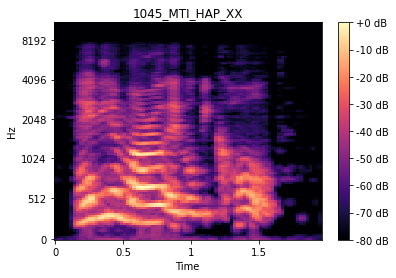 1045_MTI_HAP_XX
+0 dB
8192
-10 dB
4096
-20 dB
-30 dB
2048
Hz
-40 dB
1024
-50 dB
512
-60 dB
-70 dB
0
-80 dB
0
0.5
1
1.5
Time